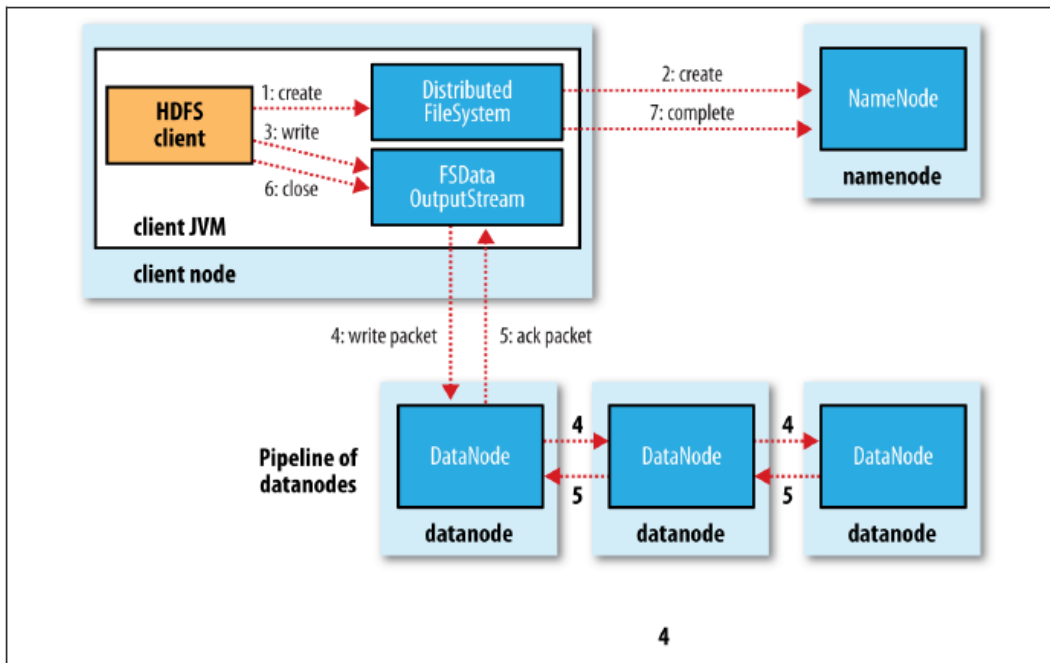 HDFS
client
1: create
3: write
6: close
Distributed
FileSystem
FSData
OutputStream
client JVM
client node
2: create
7: complete
NameNode
namenode
4: write packet
5: ack packet
Pipeline of
datanodes
DataNode
datanode
4
5
DataNode
datanode
4
5
DataNode
datanode
4